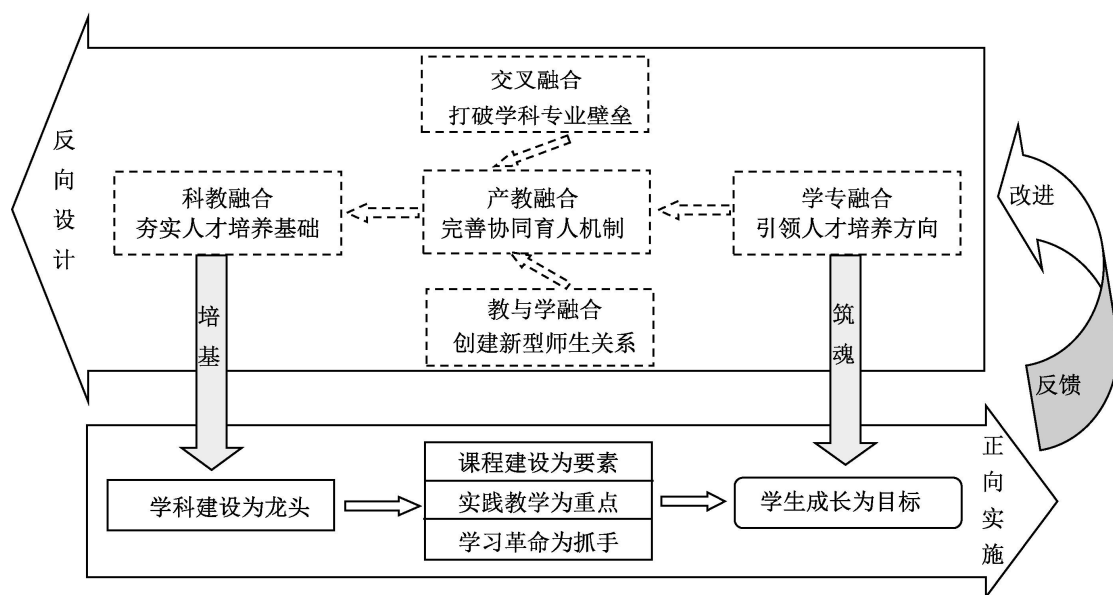 反向设计
交叉融合
打破学科专业壁垒
科教融合
夯实人才培养基础
产教融合
完善协同育人机制
学专融合
引领人才培养方向
教与学融合
创建新型师生关系
培基
筑魂
改进
反馈
学科建设为龙头
课程建设为要素
实践教学为重点
学习革命为抓手
学生成长为目标
正向实施